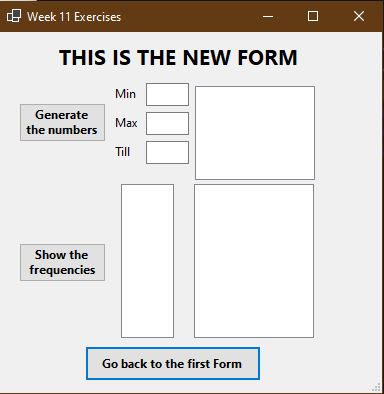 Week 11 Exercises
THIS IS THE NEW FORM
Min
Generate
the numbers
Max
Till
Show the
frequencies
Go back to the first Form